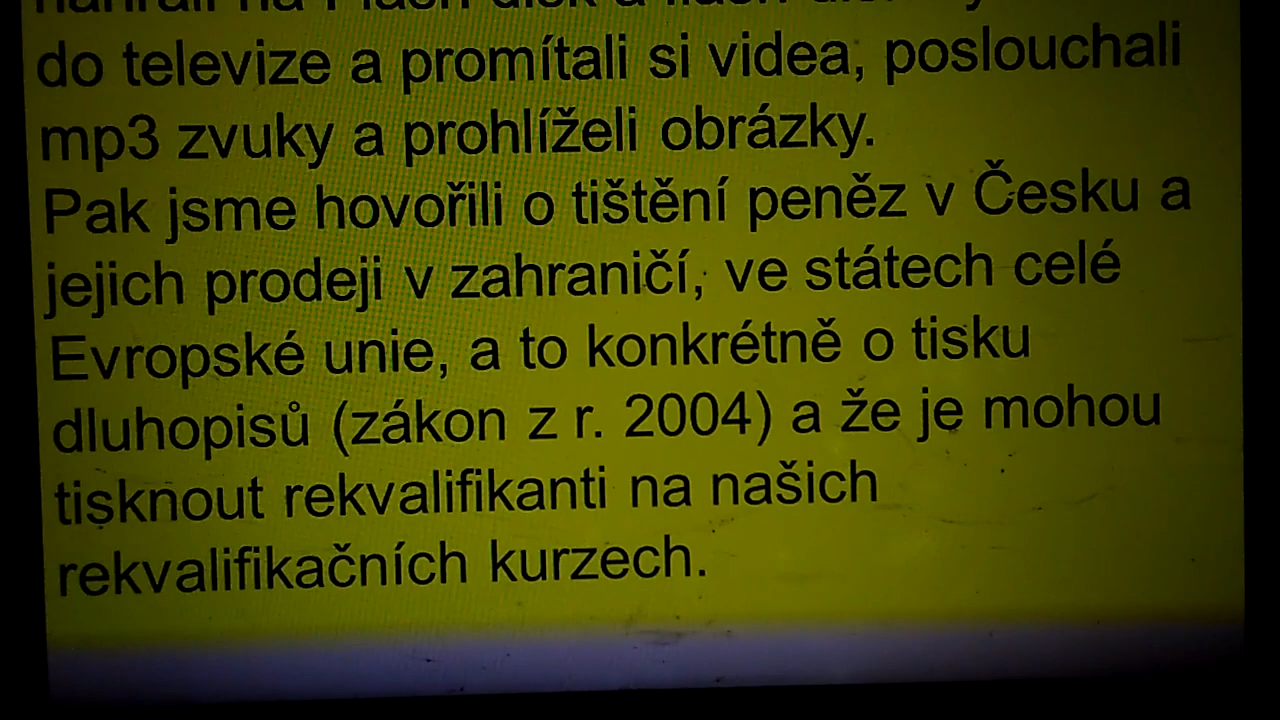 do televize a promítali si videa, poslouchali
mp3 zvuky a prohlíželi obrázky.
Pak jsme hovořili o tištění peněz v Česku a
jejich prodeji v zahraničí, ve státech celé
Evropské unie, a to konkrétně o tisku
dluhopisů (zákon z r. 2004) a že je mohou
tisknout rekvalifikanti na našich
rekvalifikačních kurzech.